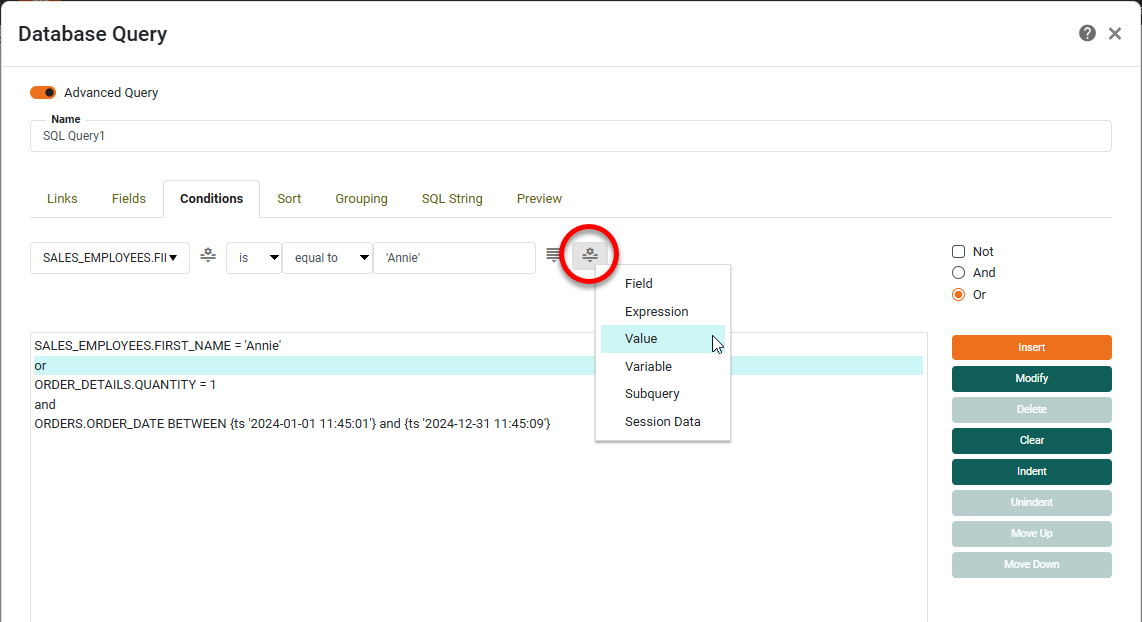 Database Query
Advanced Query
Name
SQL Query1
Links Fields Conditions Sort Grouping SQL String Preview
SALES_EMPLOYEES.FII is equal to 'Annie'
Not
And
Or
Field
Expression
Value
Variable
Subquery
Session Data
SALES_EMPLOYEES.FIRST_NAME = 'Annie'
or
ORDER_DETAILS.QUANTITY = 1
and
ORDERS.ORDER_DATE BETWEEN {ts '2024-01-01 11:45:01'} and {ts '2024-12-31 11:45:09'}
Insert
Modify
Delete
Clear
Indent
Unindent
Move Up
Move Down